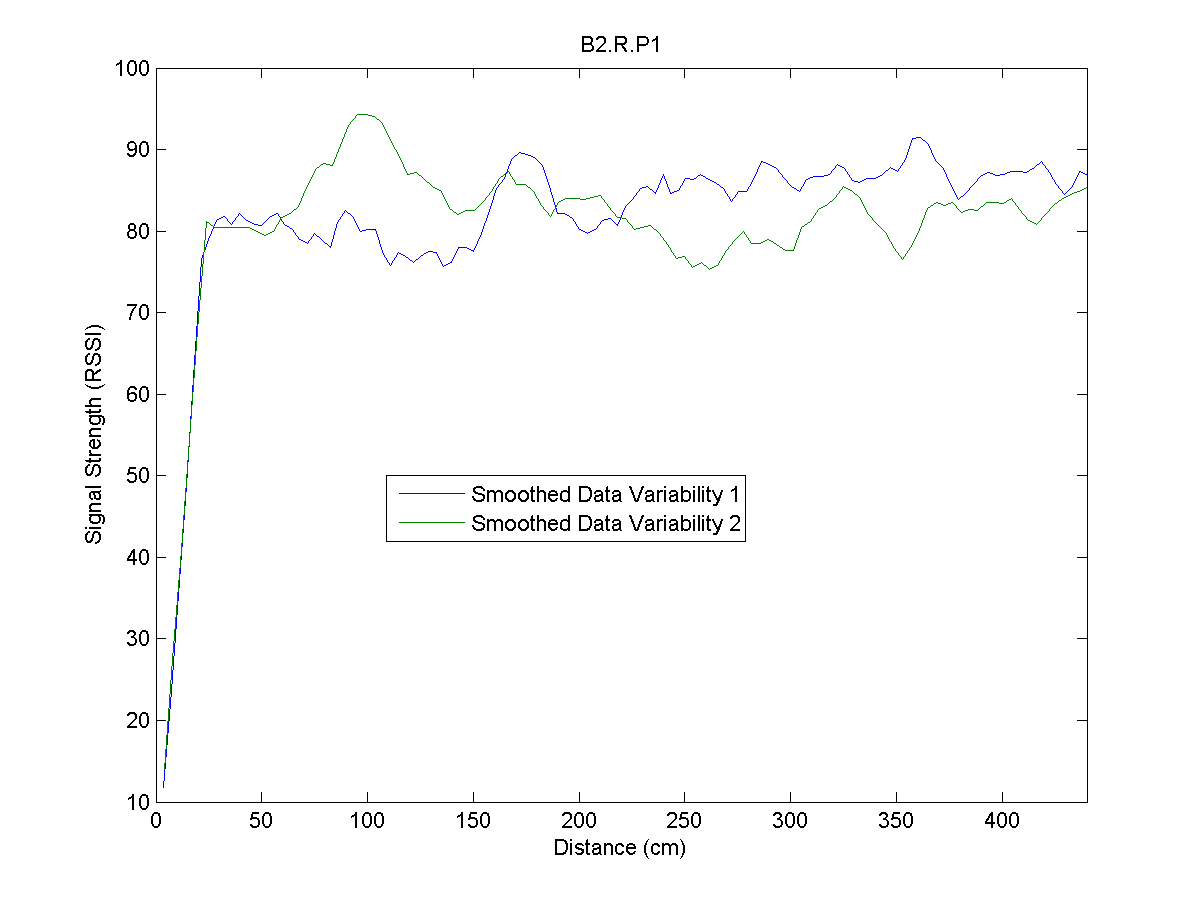 B2.R.P1
100
90
80
70
60
50
40
30
20
10
Signal Strength (RSSI)
Smoothed Data Variability 1
Smoothed Data Variability 2
0 50 100 150 200 250 300 350 400
Distance (cm)